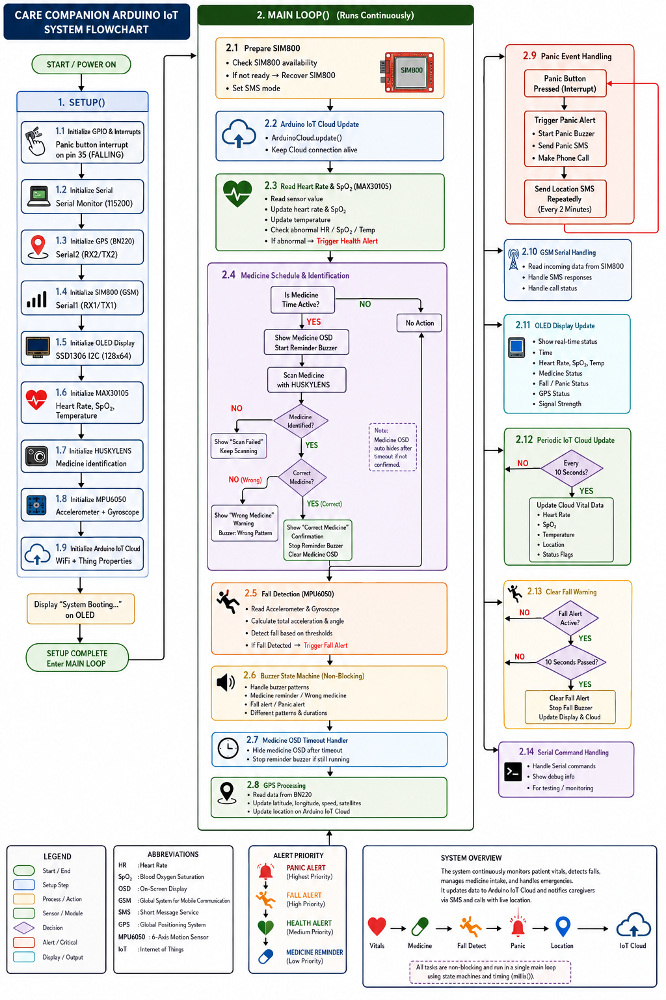 CARE COMPANION ARDUINO IoT
SYSTEM FLOWCHART
START / POWER ON
1. SETUP()
1.1 Initialize GPIO & Interrupts
Panic button interrupt
on pin 35 (FALLING)
1.2 Initialize Serial
Serial Monitor (115200)
1.3 Initialize GPS (BN220)
Serial2 (RX2/TX2)
1.4 Initialize SIM800 (GSM)
Serial1 (RX1/TX1)
1.5 Initialize OLED Display
SSD1306 I2C (128x64)
1.6 Initialize MAX30105
Heart Rate, SpO₂,
Temperature
1.7 Initialize HUSKYLENS
Medicine identification
1.8 Initialize MPU6050
Accelerometer + Gyroscope
1.9 Initialize Arduino IoT Cloud
WiFi + Thing Properties
Display “System Booting...”
on OLED
SETUP COMPLETE
Enter MAIN LOOP
2. MAIN LOOP() (Runs Continuously)
2.1 Prepare SIM800
• Check SIM800 availability
• If not ready → Recover SIM800
• Set SMS mode
SIM800
2.2 Arduino IoT Cloud Update
• ArduinoCloud.update()
• Keep Cloud connection alive
2.3 Read Heart Rate & SpO₂ (MAX30105)
• Read sensor value
• Update heart rate & SpO₂
• Update temperature
• Check abnormal HR / SpO₂ / Temp
• If abnormal → Trigger Health Alert
2.4 Medicine Schedule & Identification
Is Medicine
Time Active?
NO
No Action
YES
Show Medicine OSD
Start Reminder Buzzer
Scan Medicine
with HUSKYLENS
Medicine
Identified?
NO
Show “Scan Failed”
Keep Scanning
YES
Note:
Medicine OSD
auto hides after
timeout if not
confirmed.
Correct
Medicine?
NO (Wrong)
YES (Correct)
Show “Wrong Medicine”
Warning
Buzzer: Wrong Pattern
Show “Correct Medicine”
Confirmation
Stop Reminder Buzzer
Clear Medicine OSD
2.5 Fall Detection (MPU6050)
• Read Accelerometer & Gyroscope
• Calculate total acceleration & angle
• Detect fall based on thresholds
• If Fall Detected → Trigger Fall Alert
2.6 Buzzer State Machine (Non-Blocking)
• Handle buzzer patterns
• Medicine reminder / Wrong medicine
• Fall alert / Panic alert
• Different patterns & durations
2.7 Medicine OSD Timeout Handler
• Hide medicine OSD after timeout
• Stop reminder buzzer if still running
2.8 GPS Processing
• Read data from BN220
• Update latitude, longitude, speed, satellites
• Update location on Arduino IoT Cloud
2.9 Panic Event Handling
Panic Button
Pressed (Interrupt)
Trigger Panic Alert
• Start Panic Buzzer
• Send Panic SMS
• Make Phone Call
Send Location SMS
Repeatedly
(Every 2 Minutes)
2.10 GSM Serial Handling
• Read incoming data from SIM800
• Handle SMS responses
• Handle call status
2.11 OLED Display Update
• Show real-time status
• Time
• Heart Rate, SpO₂, Temp
• Medicine Status
• Fall / Panic Status
• GPS Status
• Signal Strength
2.12 Periodic IoT Cloud Update
Every
10 Seconds?
NO
YES
Update Cloud Vital Data
• Heart Rate
• SpO₂
• Temperature
• Location
• Status Flags
2.13 Clear Fall Warning
Fall Alert
Active?
NO
YES
10 Seconds Passed?
NO
YES
Clear Fall Alert
Stop Fall Buzzer
Update Display & Cloud
2.14 Serial Command Handling
• Handle Serial commands
• Show debug info
• For testing / monitoring
LEGEND
Start / End
Setup Step
Process / Action
Sensor / Module
Decision
Alert / Critical
Display / Output
ABBREVIATIONS
HR : Heart Rate
SpO₂ : Blood Oxygen Saturation
OSD : On-Screen Display
GSM : Global System for Mobile Communication
SMS : Short Message Service
GPS : Global Positioning System
MPU6050 : 6-Axis Motion Sensor
IoT : Internet of Things
ALERT PRIORITY
PANIC ALERT
(Highest Priority)
FALL ALERT
(High Priority)
HEALTH ALERT
(Medium Priority)
MEDICINE REMINDER
(Low Priority)
SYSTEM OVERVIEW
The system continuously monitors patient vitals, detects falls,
manages medicine intake, and handles emergencies.
It updates data to Arduino IoT Cloud and notifies caregivers
via SMS and calls with live location.
Vitals
Medicine
Fall Detect
Panic
Location
IoT Cloud
All tasks are non-blocking and run in a single main loop
using state machines and timing (millis()).